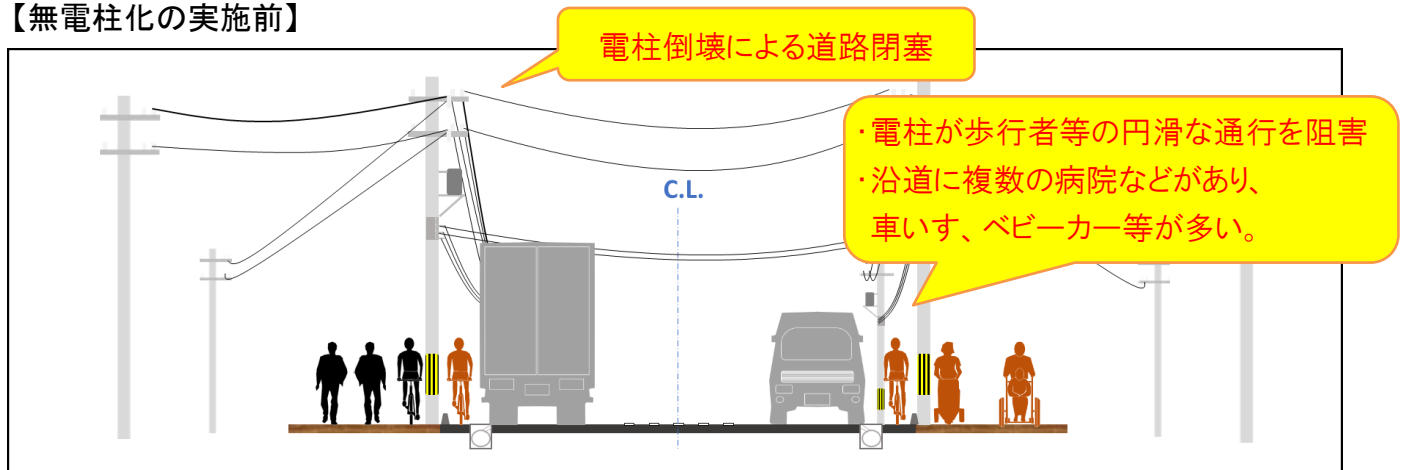 【無電柱化の実施前】
電柱倒壊による道路閉塞
・電柱が歩行者等の円滑な通行を阻害
・沿道に複数の病院などがあり、
車いす、ベビーカー等が多い。
C.L.